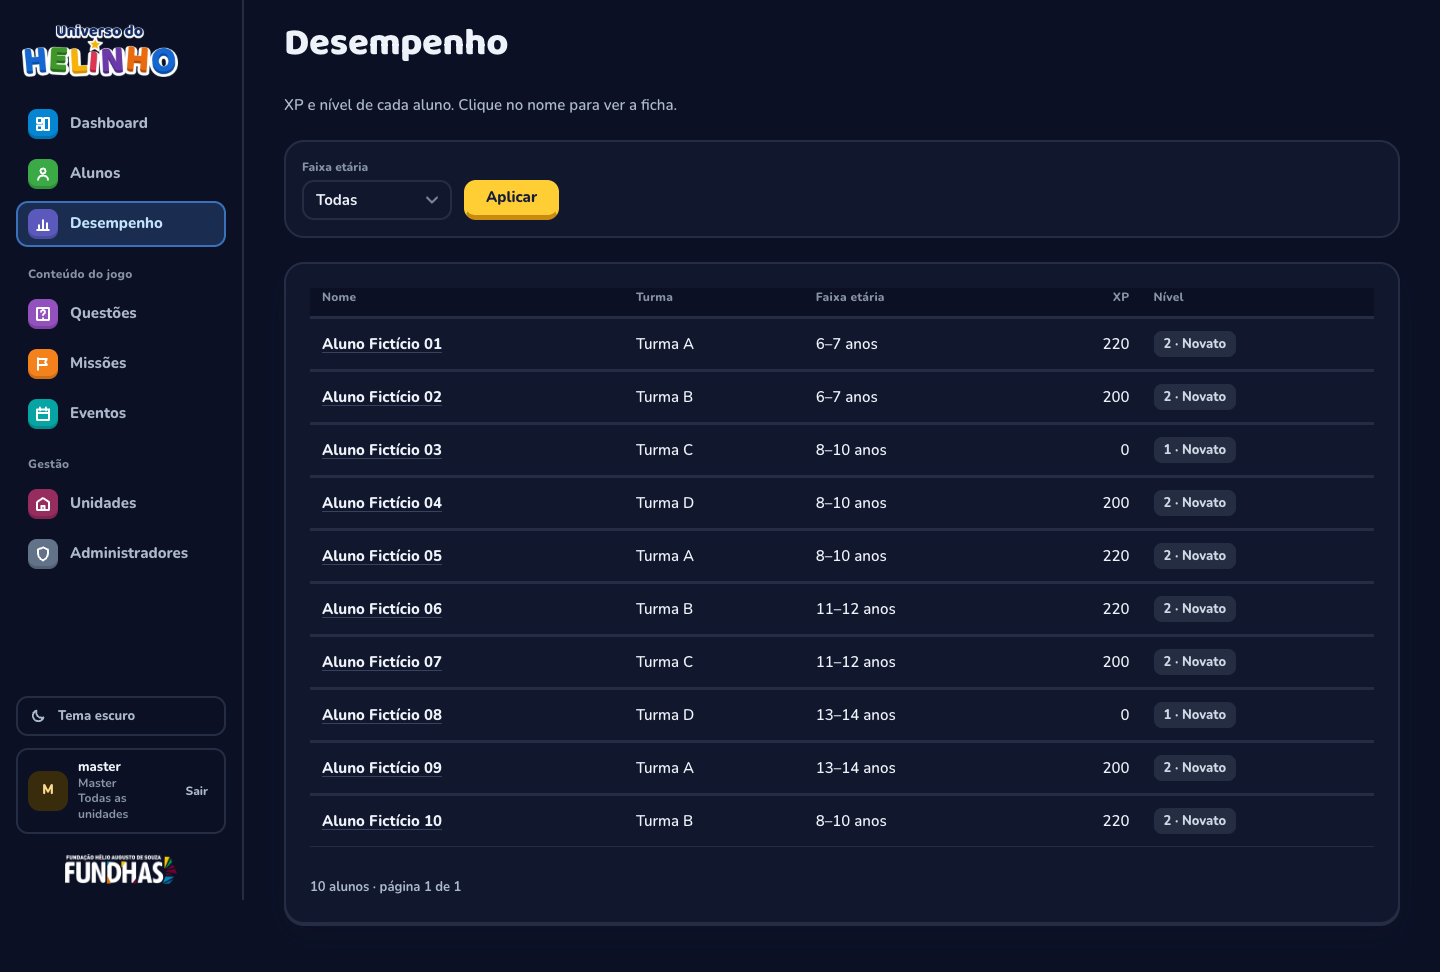 Universo do
HELINHO
Dashboard
Alunos
Desempenho
Conteúdo do jogo
Questões
Missões
Eventos
Gestão
Unidades
Administradores
Tema escuro
M
master
Master
Todas as
unidades
Sair
FUNDAÇÃO HÉLIO AUGUSTO DE SOUZA
FUNDHAS
Desempenho
XP e nível de cada aluno. Clique no nome para ver a ficha.
Faixa etária
Todas
Aplicar
Nome Turma Faixa etária XP Nível
Aluno Fictício 01 Turma A 6–7 anos 220 2 · Novato
Aluno Fictício 02 Turma B 6–7 anos 200 2 · Novato
Aluno Fictício 03 Turma C 8–10 anos 0 1 · Novato
Aluno Fictício 04 Turma D 8–10 anos 200 2 · Novato
Aluno Fictício 05 Turma A 8–10 anos 220 2 · Novato
Aluno Fictício 06 Turma B 11–12 anos 220 2 · Novato
Aluno Fictício 07 Turma C 11–12 anos 200 2 · Novato
Aluno Fictício 08 Turma D 13–14 anos 0 1 · Novato
Aluno Fictício 09 Turma A 13–14 anos 200 2 · Novato
Aluno Fictício 10 Turma B 8–10 anos 220 2 · Novato
10 alunos · página 1 de 1